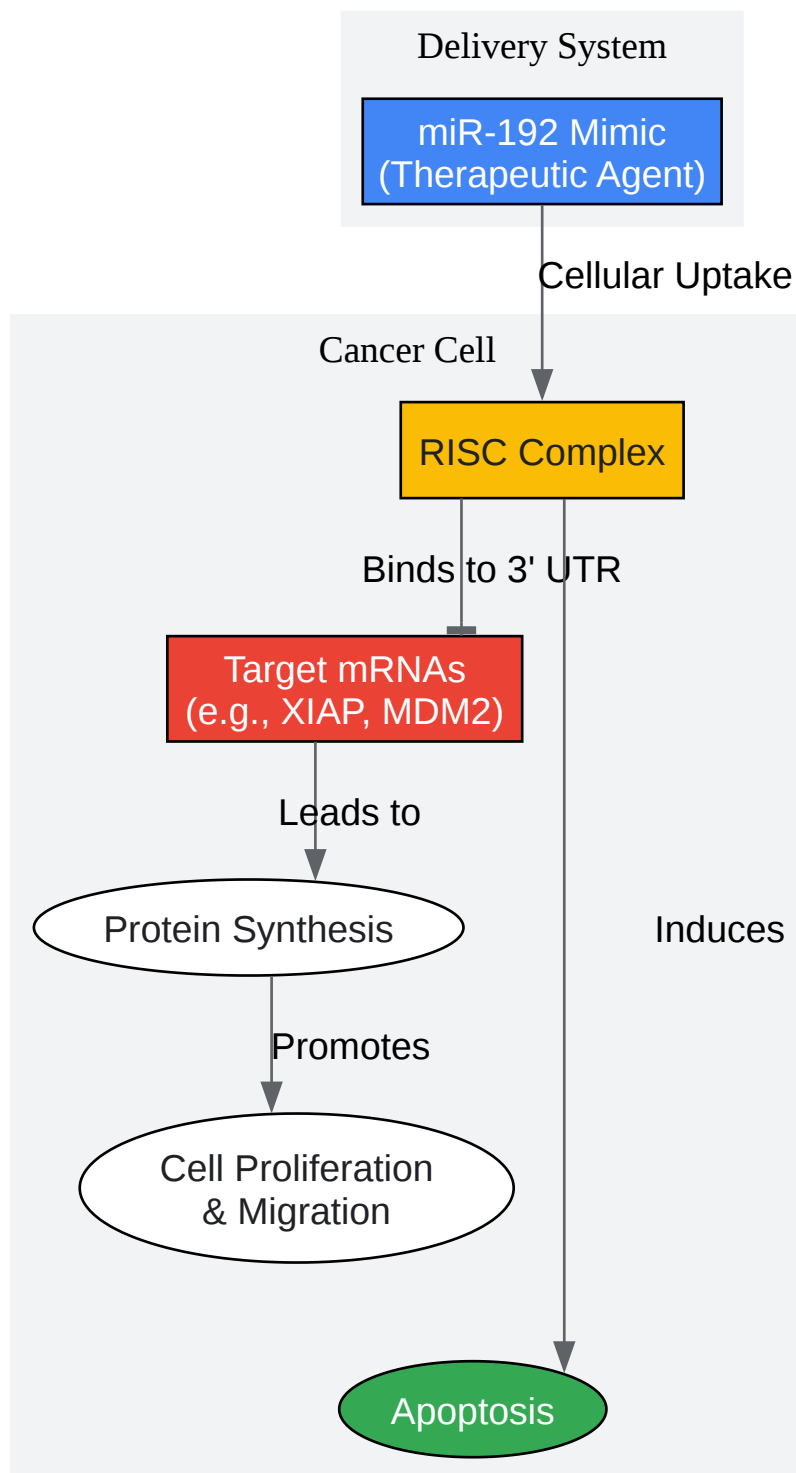 Delivery System
miR-192 Mimic
(Therapeutic Agent)
Cellular Uptake
Cancer Cell
RISC Complex
Binds to 3' UTR
Target mRNAs
(e.g., XIAP, MDM2)
Leads to
Protein Synthesis
Induces
Promotes
Cell Proliferation
& Migration
Apoptosis